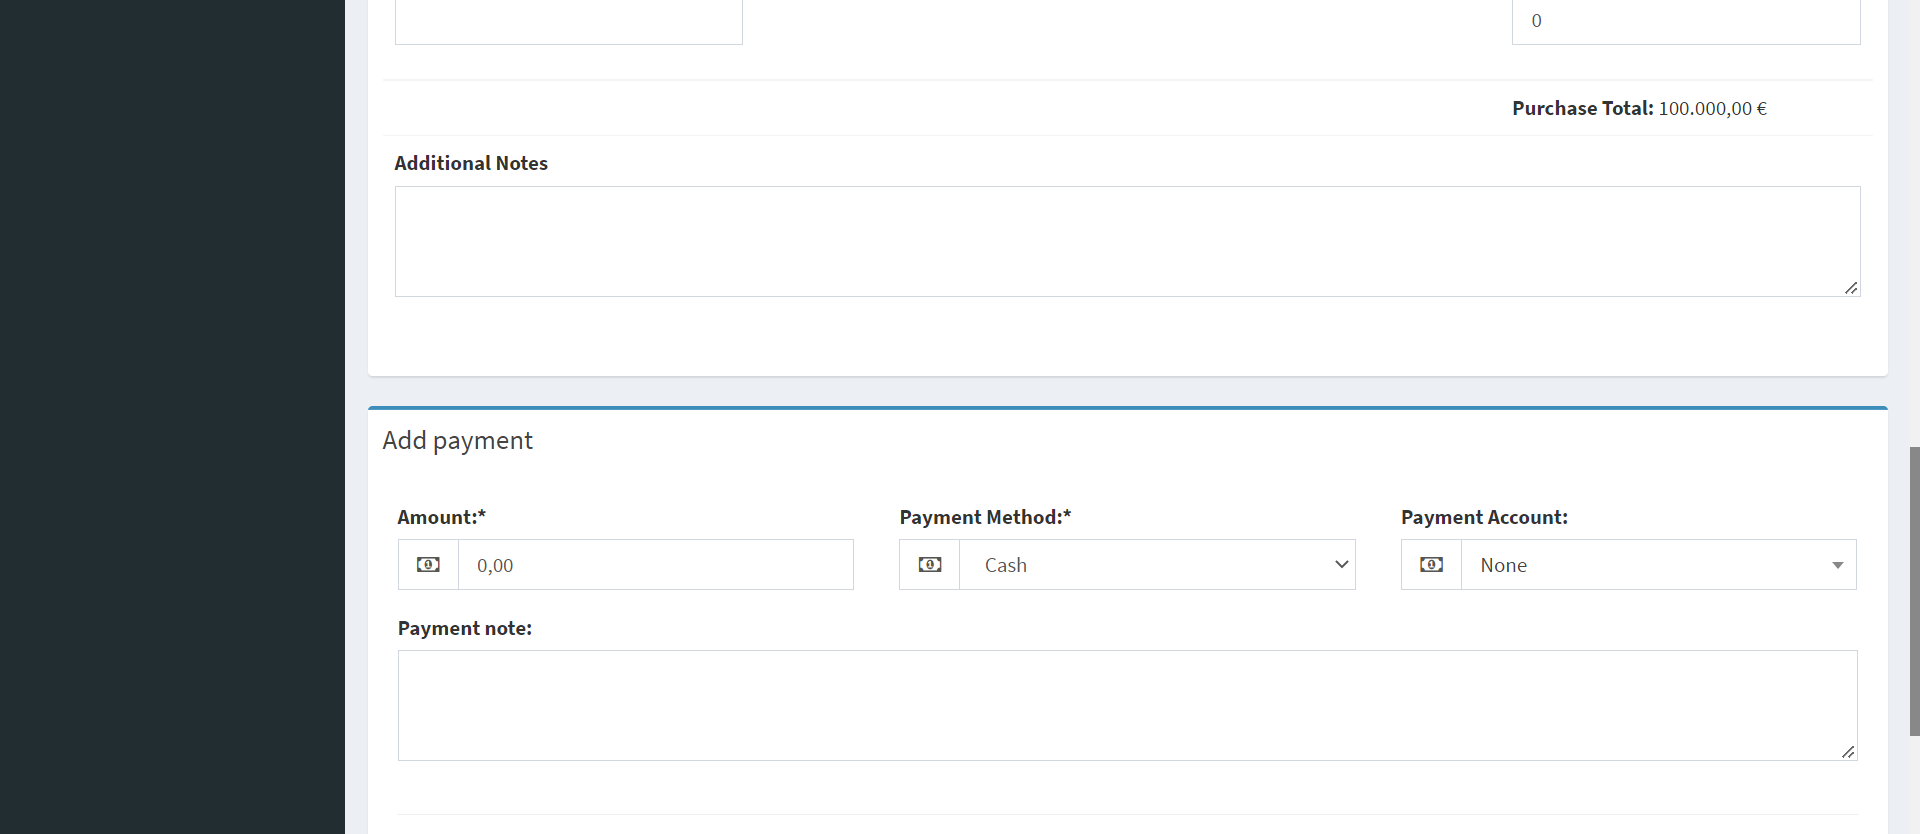 0
Purchase Total: 100.000,00 €
Additional Notes
Add payment
Amount:*
Payment Method:*
Payment Account:
0,00
Cash
None
Payment note: